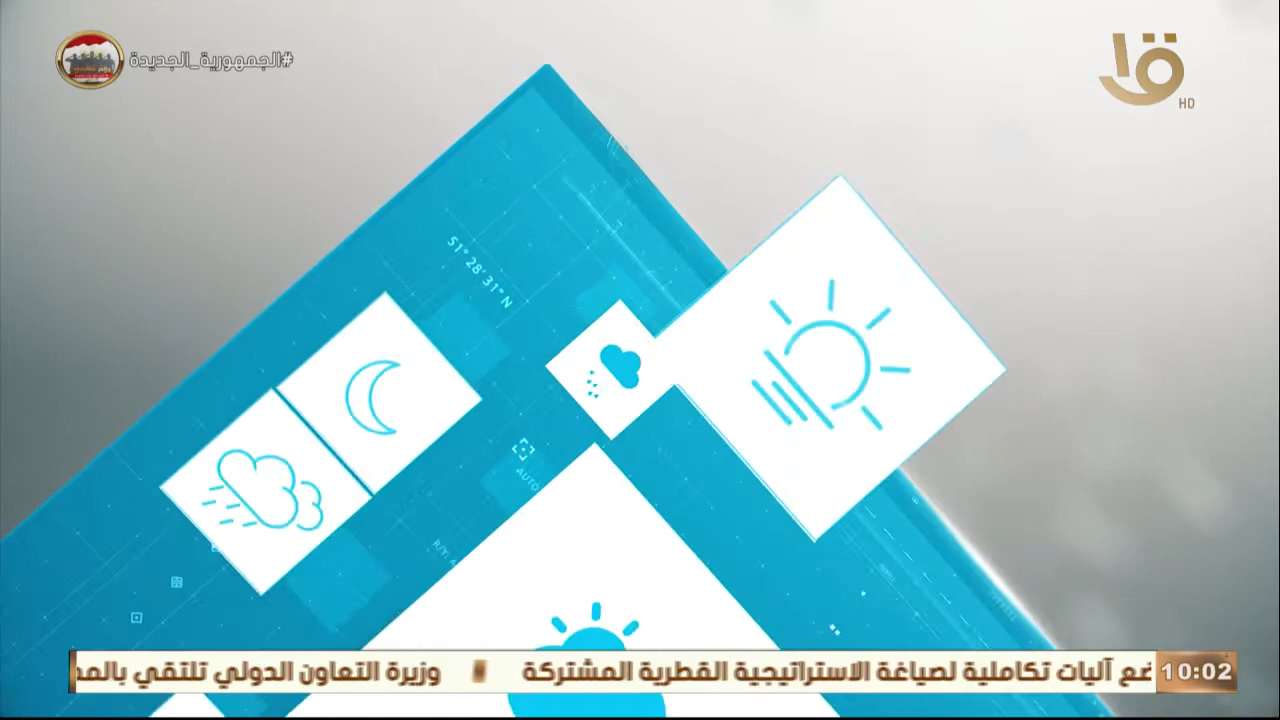 #الجمهورية_الجديدة
HD
51° 28' 31" N
AUTO
R/Y:
10:02
ضع آليات تكاملية لصياغة الاستراتيجية القطرية المشتركة وزيرة التعاون الدولي تلتقي بالمد